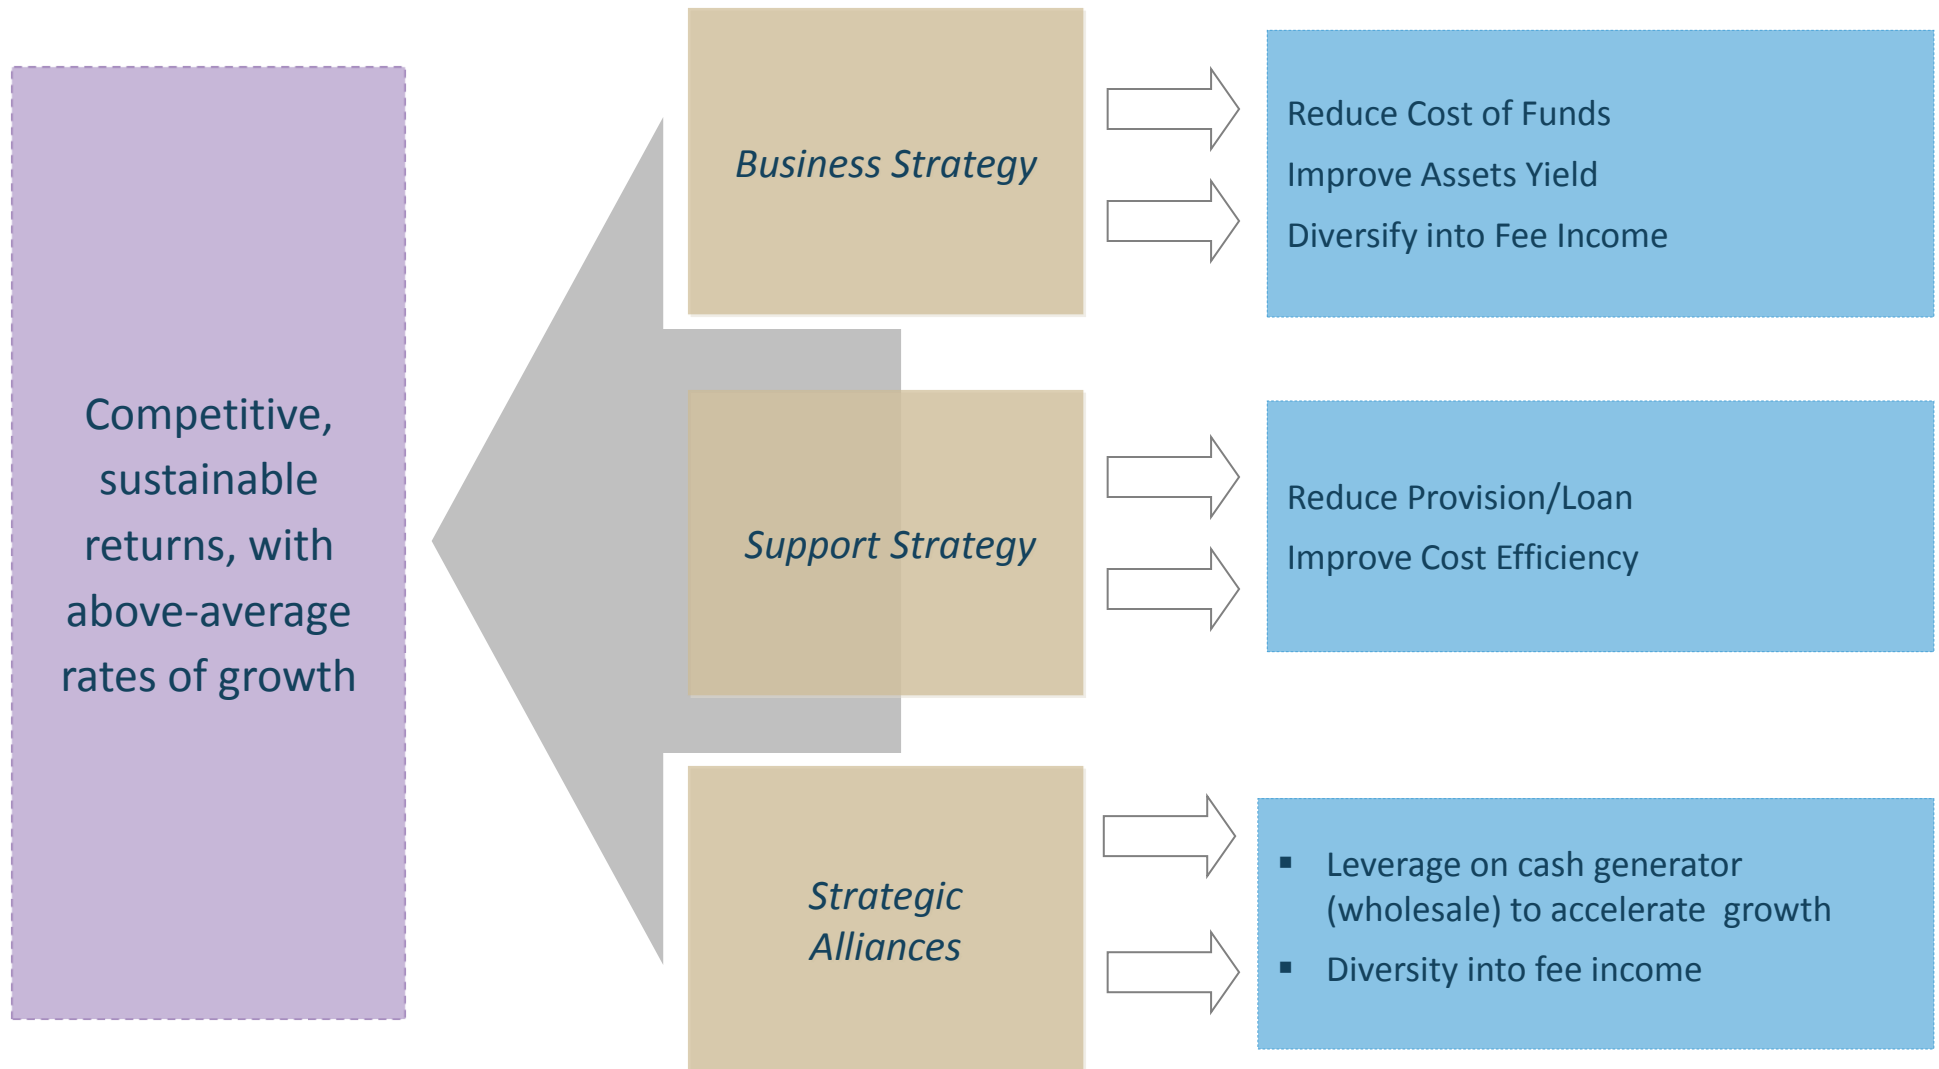 Competitive,
sustainable
returns, with
above-average
rates of growth
Business Strategy
Reduce Cost of Funds
Improve Assets Yield
Diversify into Fee Income
Support Strategy
Reduce Provision/Loan
Improve Cost Efficiency
Strategic
Alliances
▪ Leverage on cash generator
(wholesale) to accelerate  growth
▪ Diversity into fee income